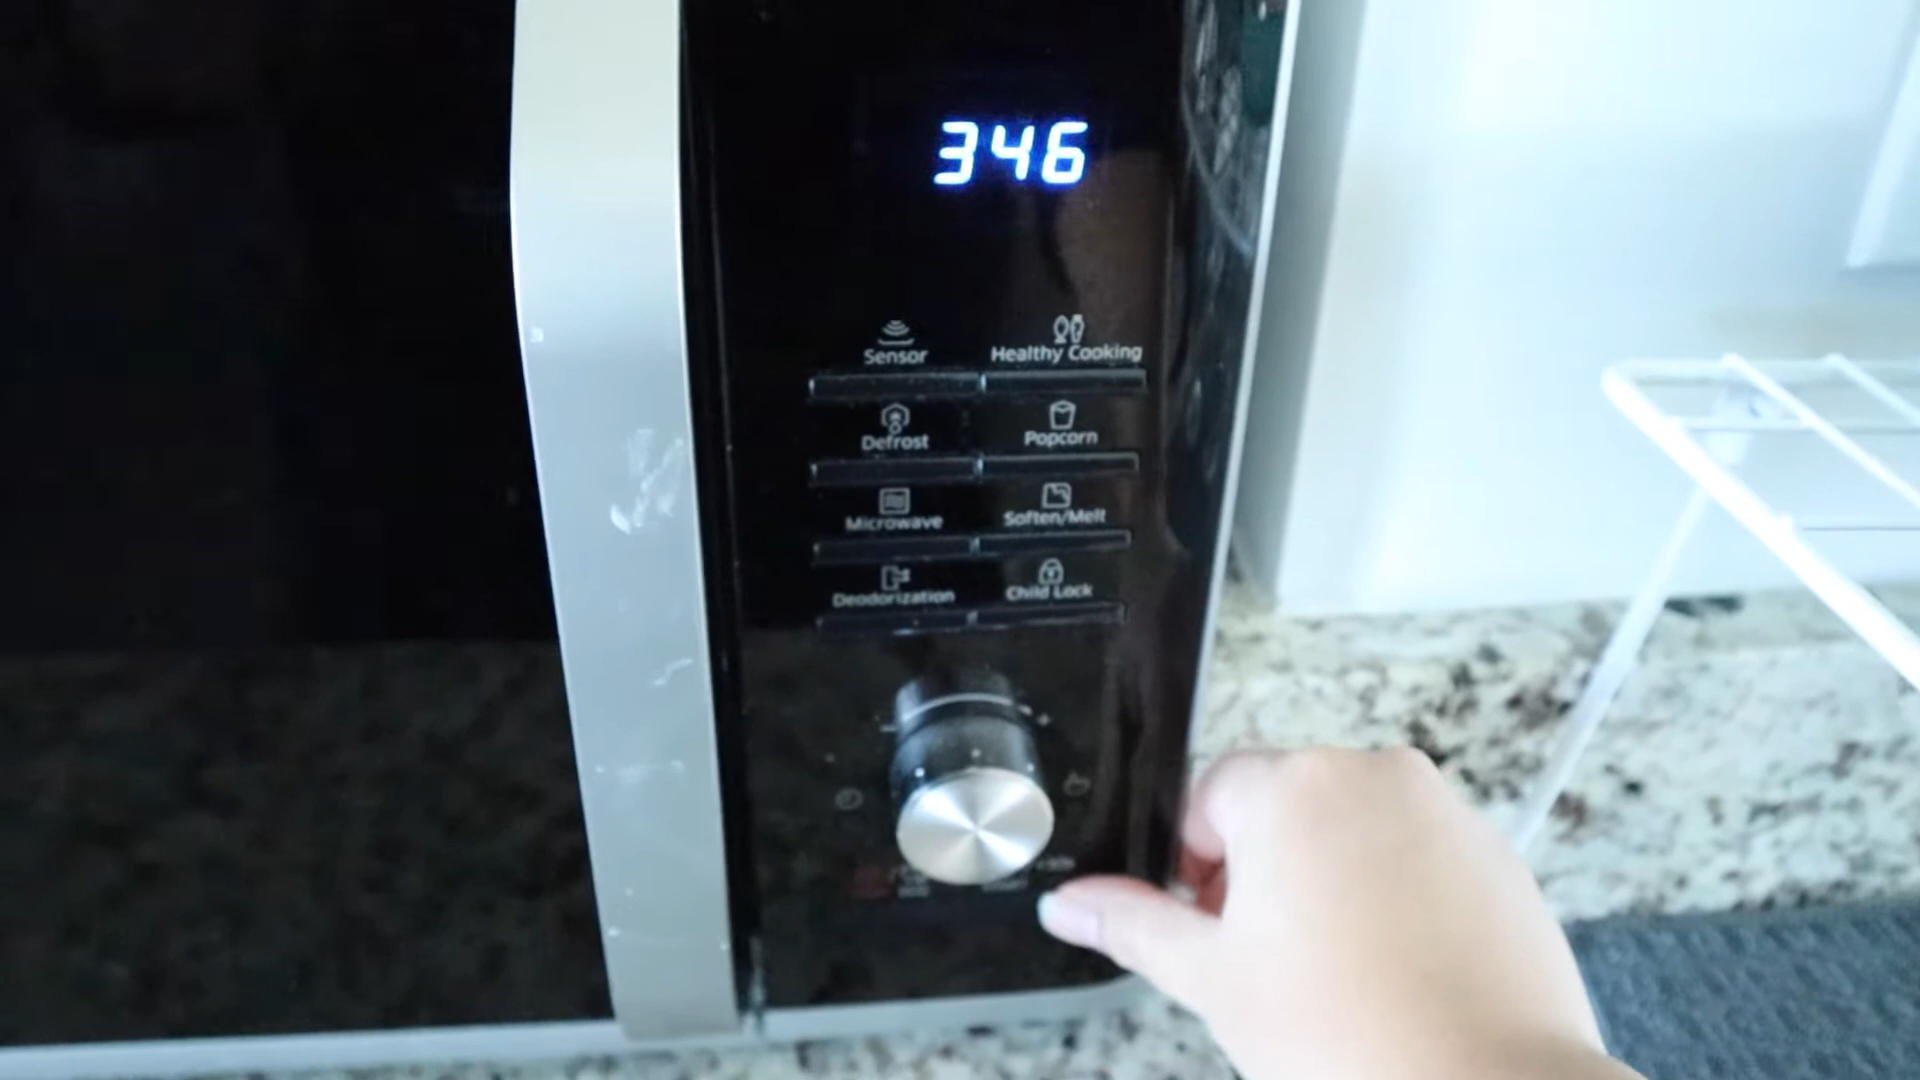 346
Sensor
Healthy Cooking
Defrost
Popcorn
Microwave
Soften/Melt
Deodorization
Child Lock